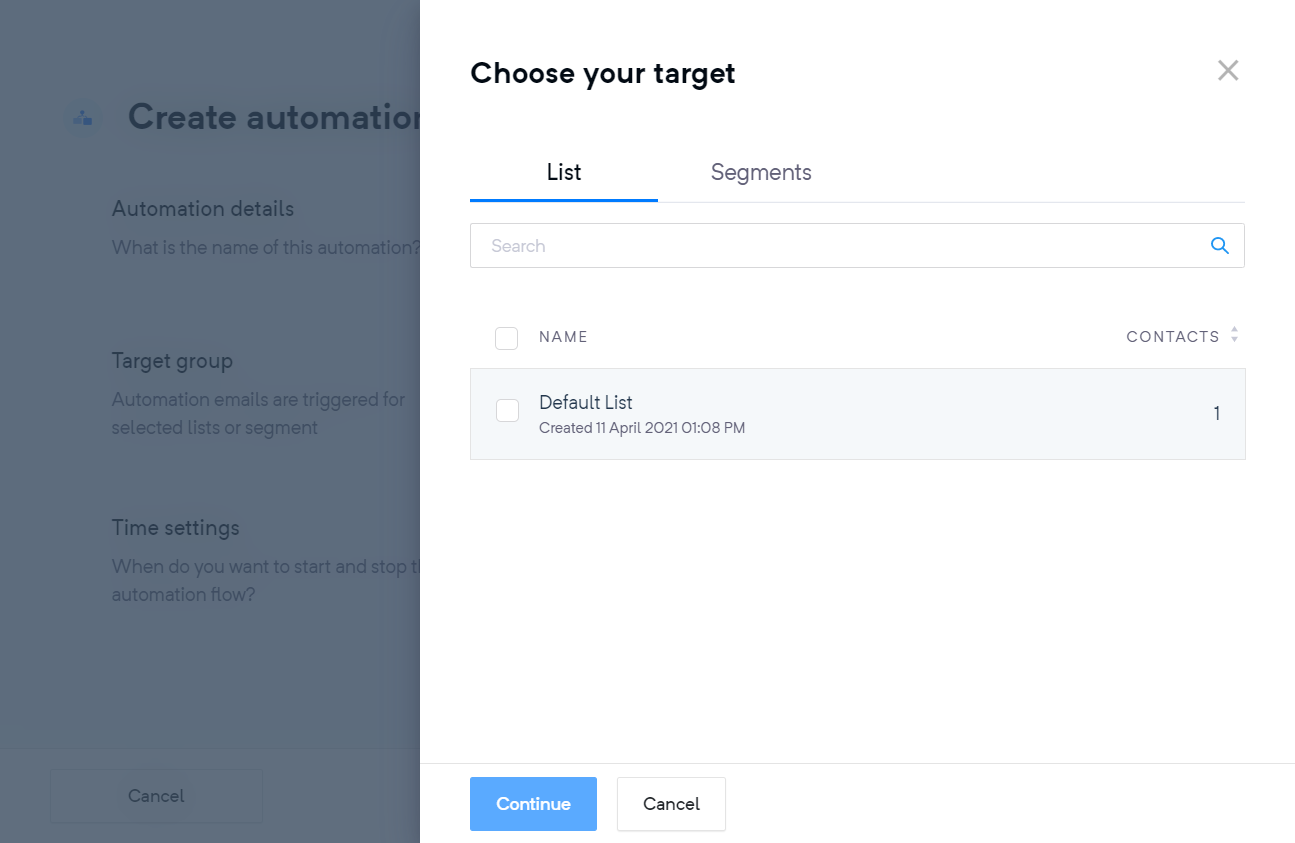 Create automation
Automation details
What is the name of this automation?
Target group
Automation emails are triggered for
selected lists or segment
Time settings
When do you want to start and stop
automation flow?
Cancel
Choose your target
List
Segments
Search
NAME
CONTACTS
Default List
Created 11 April 2021 01:08 PM
1
Continue
Cancel